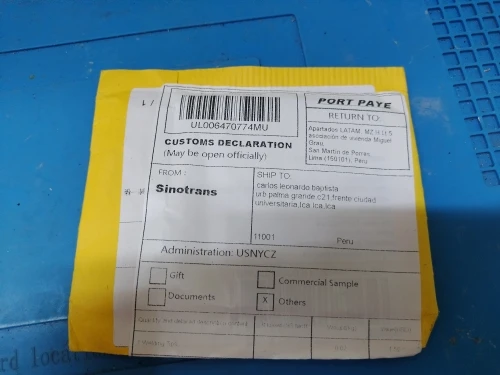 PORT PAYE
UL006470774MU
RETURN TO:
CUSTOMS DECLARATION
(May be open officially)
Apartados LATAM MZ H Lt 5
asociación de vivienda Miguel
Grau,
San Martin de Porres,
Lima (150101), Peru
FROM :
Sinotrans
SHIP TO :
carlos leonardo,baptista
urb palma grande c21,frente ciudad
universitaria,Ica,Ica,Ica
11001 Peru
Administration: USNYCZ
Gift
Commercial Sample
Documents
X Others
rd locat